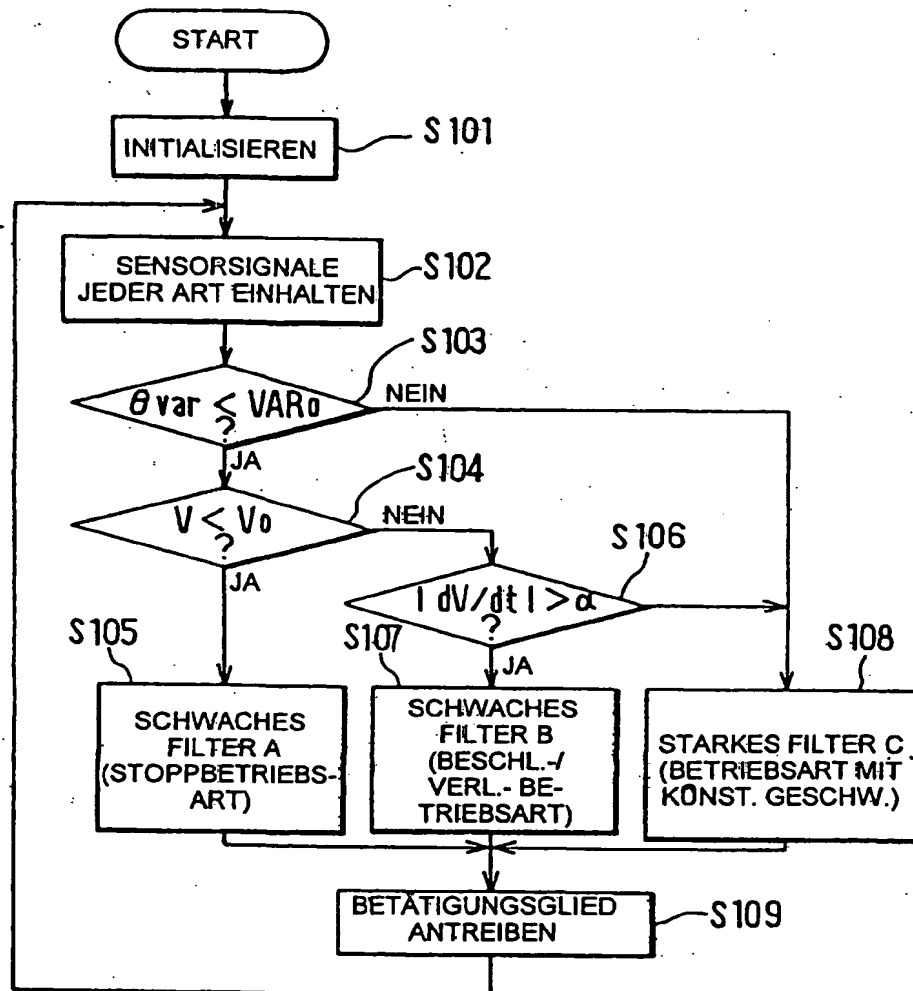 START
INITIALISIEREN
S101
SENSORSIGNALE
JEDER ART EINHALTEN
S102
S103
θvar < VARo
?
NEIN
JA
S104
V < Vo
?
NEIN
JA
S106
| dV/dt | > α
?
JA
S105
S107
S108
SCHWACHES
FILTER A
(STOPPBETRIEBS-
ART)
SCHWACHES
FILTER B
(BESCHL.-/
VERL.- BE-
TRIEBSART)
STARKES FILTER C
(BETRIEBSART MIT
KONST. GESCHW.)
BETÄTIGUNGSGLIED
ANTREIBEN
S109